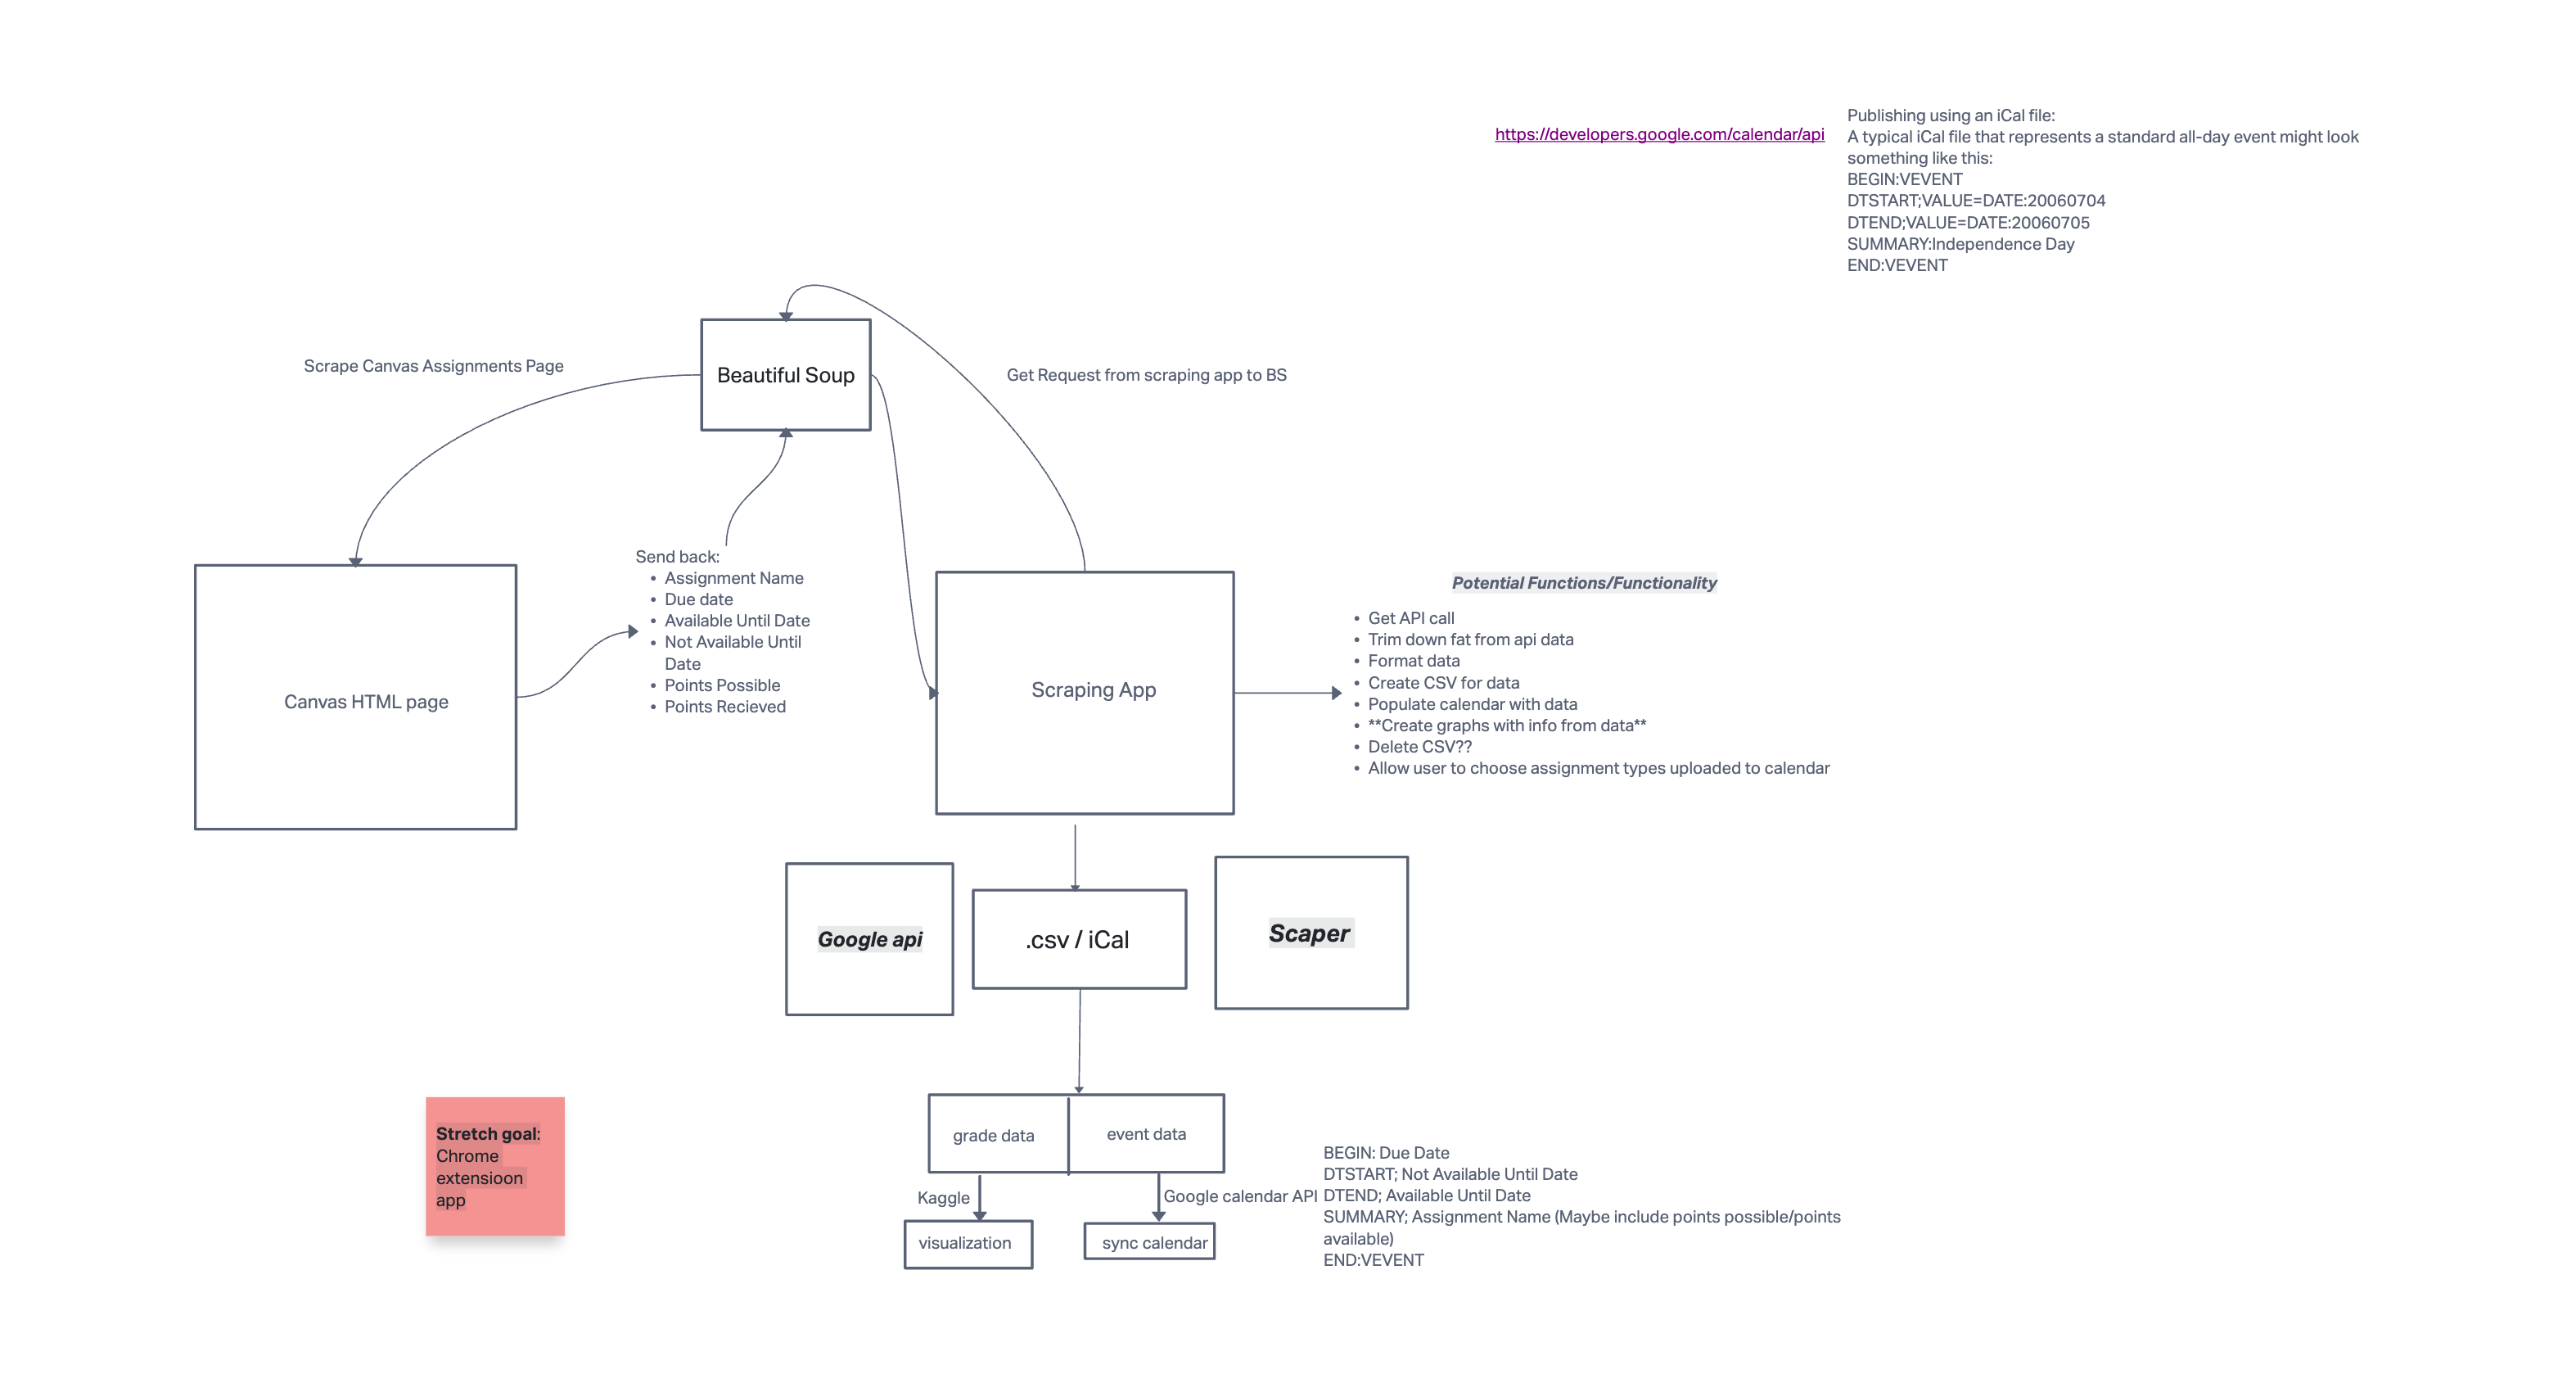 https://developers.google.com/calendar/api
Publishing using an iCal file:
A typical iCal file that represents a standard all-day event might look
something like this:
BEGIN:VEVENT
DTSTART;VALUE=DATE:20060704
DTEND;VALUE=DATE:20060705
SUMMARY:Independence Day
END:VEVENT
Scrape Canvas Assignments Page
Beautiful Soup
Get Request from scraping app to BS
Canvas HTML page
Send back:
• Assignment Name
• Due date
• Available Until Date
• Not Available Until
Date
• Points Possible
• Points Recieved
Scraping App
Potential Functions/Functionality
• Get API call
• Trim down fat from api data
• Format data
• Create CSV for data
• Populate calendar with data
• **Create graphs with info from data**
• Delete CSV??
• Allow user to choose assignment types uploaded to calendar
Google api
.csv / iCal
Scaper
Stretch goal:
Chrome
extensioon
app
grade data
event data
Kaggle
Google calendar API
visualization
sync calendar
BEGIN: Due Date
DTSTART; Not Available Until Date
DTEND; Available Until Date
SUMMARY; Assignment Name (Maybe include points possible/points
available)
END:VEVENT